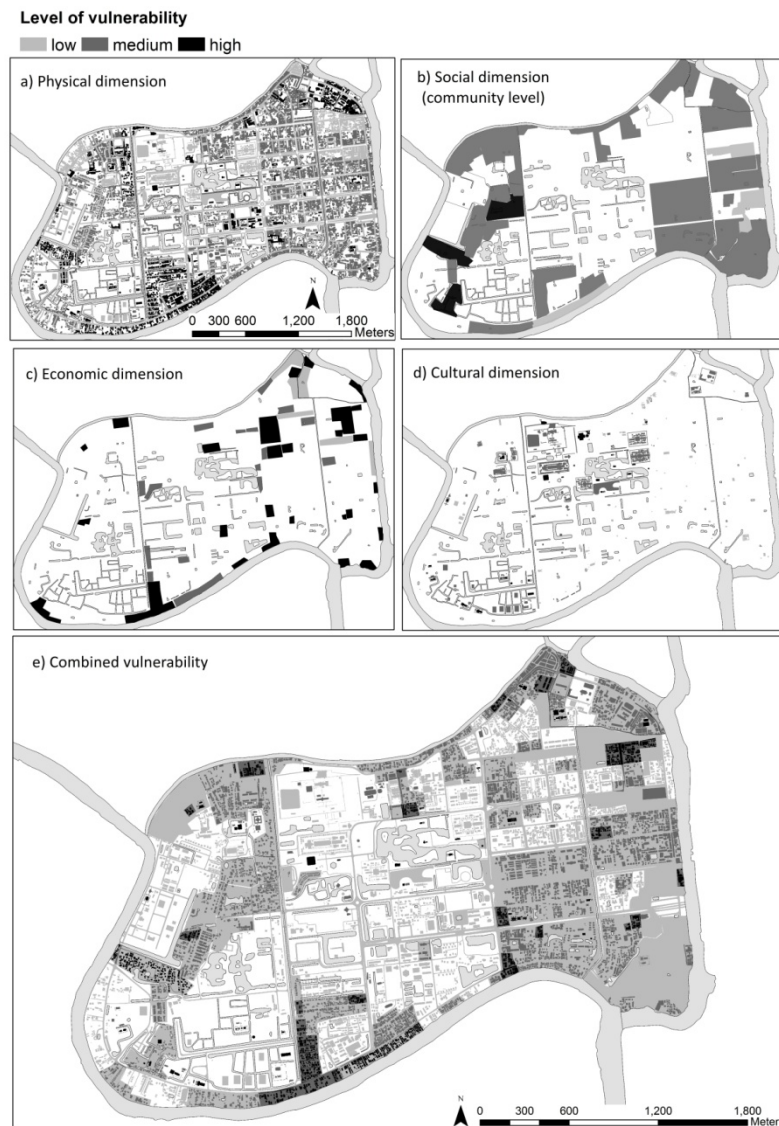 Level of vulnerability
low medium high
a) Physical dimension
b) Social dimension
(community level)
N
0 300 600 1,200 1,800
Meters
c) Economic dimension
d) Cultural dimension
e) Combined vulnerability
N
0 300 600 1,200 1,800
Meter